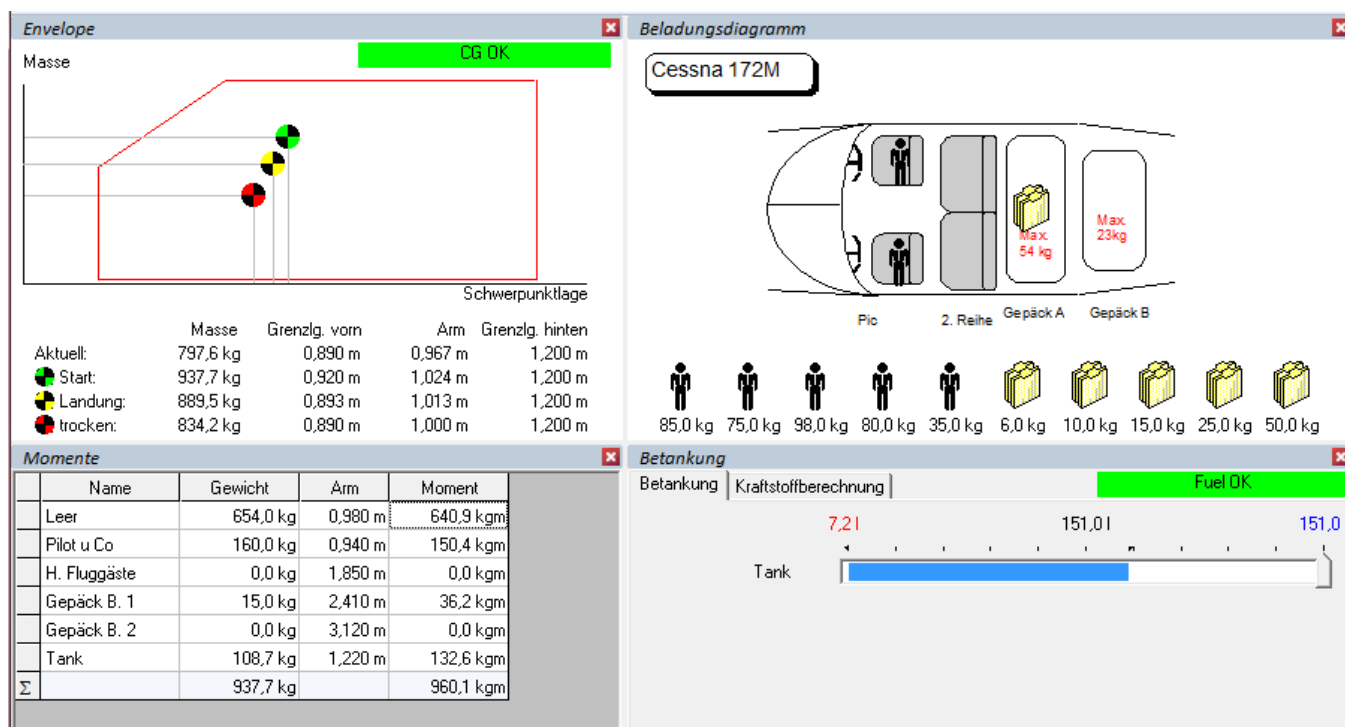 Envelope
CG OK
Masse
Schwerpunktlage
Masse Grenzlg. vorn Arm Grenzlg. hinten
Aktuell: 797,6 kg 0,890 m 0,967 m 1,200 m
Start: 937,7 kg 0,920 m 1,024 m 1,200 m
Landung: 889,5 kg 0,893 m 1,013 m 1,200 m
trocken: 834,2 kg 0,890 m 1,000 m 1,200 m
Beladungsdiagramm
Cessna 172M
Max.
54 kg
Max.
23kg
Pic 2. Reihe Gepäck A Gepäck B
85,0 kg 75,0 kg 98,0 kg 80,0 kg 35,0 kg 6,0 kg 10,0 kg 15,0 kg 25,0 kg 50,0 kg
Momente
Name Gewicht Arm Moment
Leer 654,0 kg 0,980 m 640,9 kgm
Pilot u Co 160,0 kg 0,940 m 150,4 kgm
H. Fluggäste 0,0 kg 1,850 m 0,0 kgm
Gepäck B. 1 15,0 kg 2,410 m 36,2 kgm
Gepäck B. 2 0,0 kg 3,120 m 0,0 kgm
Tank 108,7 kg 1,220 m 132,6 kgm
Σ 937,7 kg 960,1 kgm
Betankung
Betankung Kraftstoffberechnung
Fuel OK
7,2 l 151,0 l 151,0
Tank